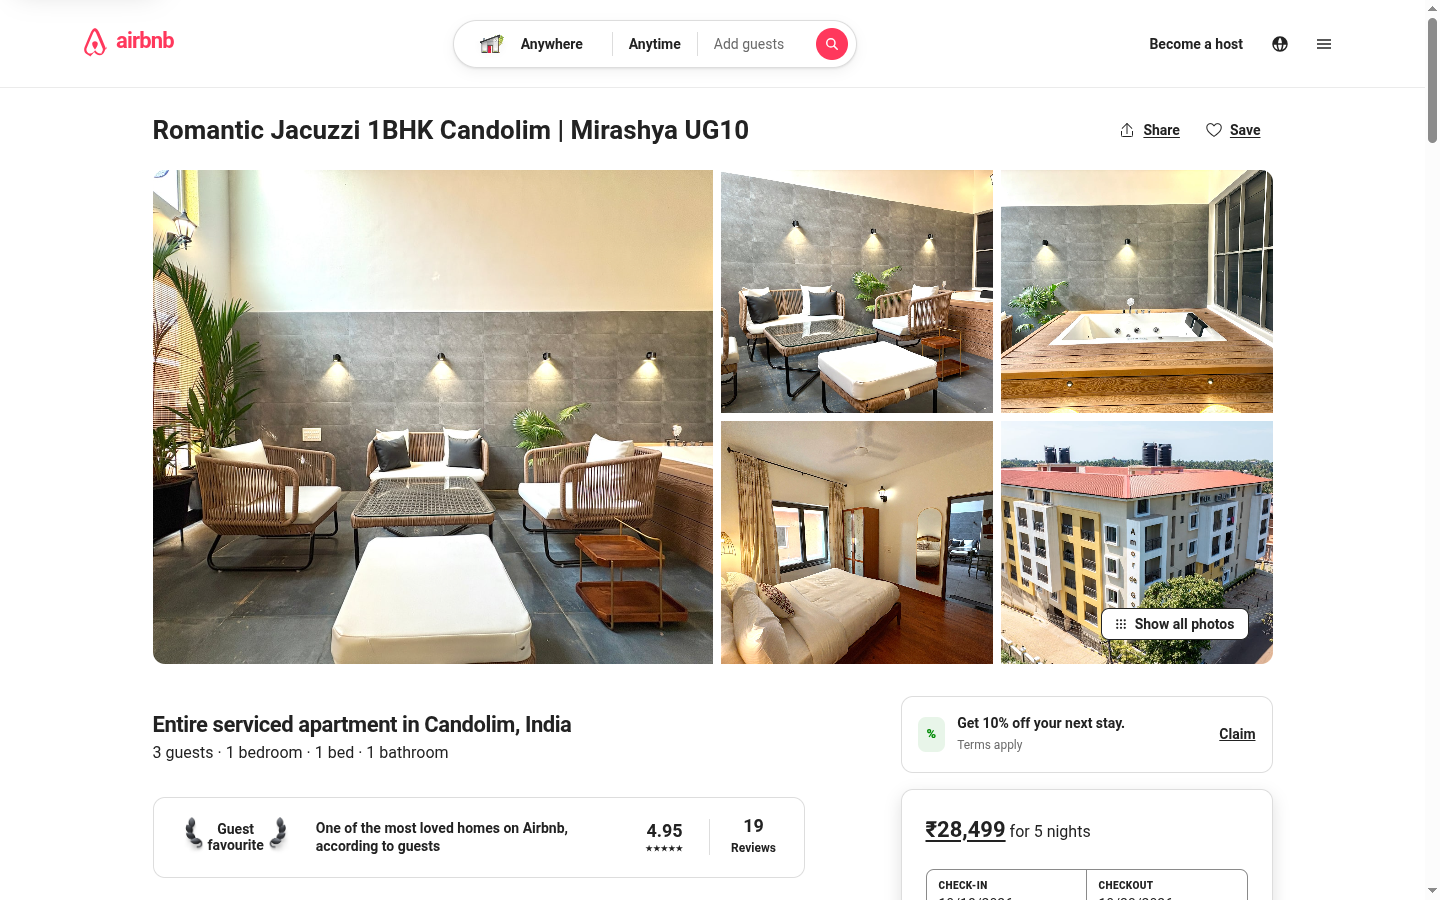 airbnb
Anywhere
Anytime
Add guests
Become a host
Romantic Jacuzzi 1BHK Candolim | Mirashya UG10
Share
Save
Show all photos
Entire serviced apartment in Candolim, India
3 guests · 1 bedroom · 1 bed · 1 bathroom
Guest
favourite
One of the most loved homes on Airbnb,
according to guests
4.95
★★★★★
19
Reviews
%
Get 10% off your next stay.
Terms apply
Claim
₹28,499 for 5 nights
CHECK-IN
CHECKOUT